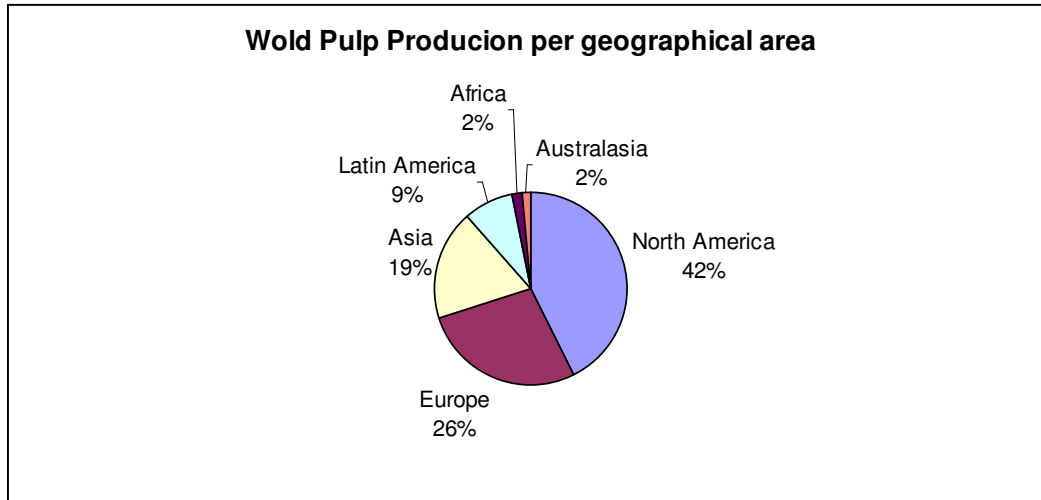 Wold Pulp Producion per geographical area
Africa
2%
Australasia
2%
Latin America
9%
Asia
19%
North America
42%
Europe
26%